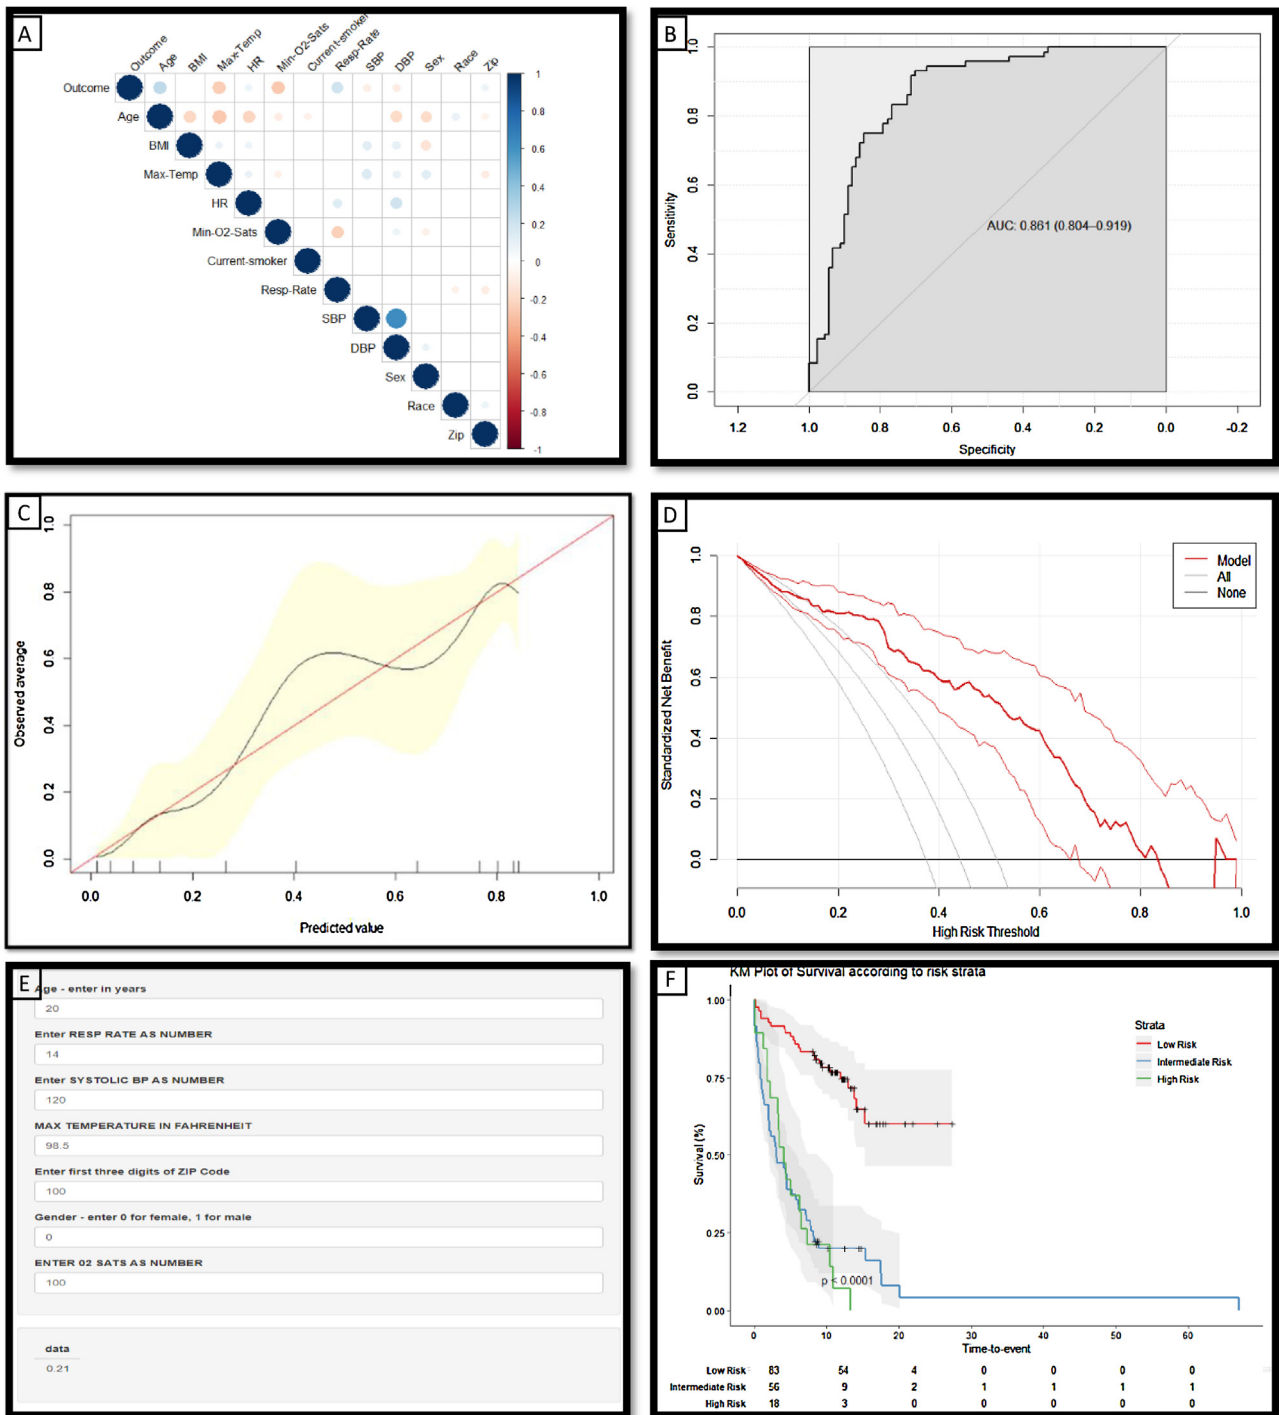 A
Outcome
Age
BMI
Max-Temp
HR
Min-O2-Sats
Current-smoker
Resp-Rate
SBP
DBP
Sex
Race
Zip
Outcome
Age
BMI
Max-Temp
HR
Min-O2-Sats
Current-smoker
Resp-Rate
SBP
DBP
Sex
Race
Zip
1
0.8
0.6
0.4
0.2
0
-0.2
-0.4
-0.6
-0.8
-1
B
Sensitivity
1.0
0.8
0.6
0.4
0.2
0.0
AUC: 0.861 (0.804–0.919)
1.2 1.0 0.8 0.6 0.4 0.2 0.0 -0.2
Specificity
C
Observed average
1.0
0.8
0.6
0.4
0.2
0.0
0.0 0.2 0.4 0.6 0.8 1.0
Predicted value
D
Standardized Net Benefit
1.0
0.8
0.6
0.4
0.2
0.0
Model
All
None
0.0 0.2 0.4 0.6 0.8 1.0
High Risk Threshold
E
Age - enter in years
20
Enter RESP RATE AS NUMBER
14
Enter SYSTOLIC BP AS NUMBER
120
MAX TEMPERATURE IN FAHRENHEIT
98.5
Enter first three digits of ZIP Code
100
Gender - enter 0 for female, 1 for male
0
ENTER 02 SATS AS NUMBER
100
data
0.21
F
KM Plot of Survival according to risk strata
Survival (%)
1.00
0.75
0.50
0.25
0.00
Strata
Low Risk
Intermediate Risk
High Risk
p < 0.0001
0 10 20 30 40 50 60
Time-to-event
Low Risk 83 54 4 0 0 0 0
Intermediate Risk 56 9 2 1 1 1 1
High Risk 18 3 0 0 0 0 0